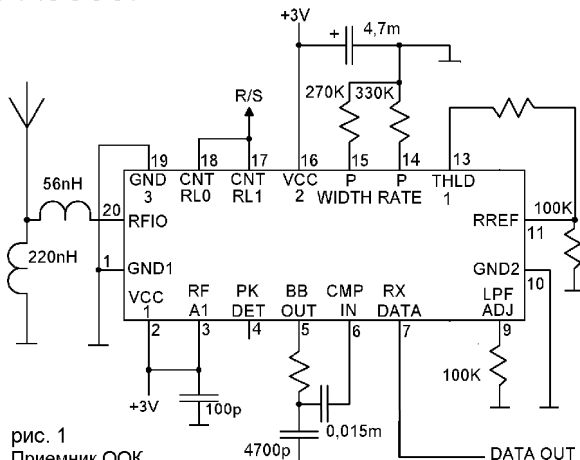 +3V
4,7m
R/S
270K 330K
19 18 17 16 15 14 13
GND 3
CNT RL0
CNT RL1
VCC 2
P WIDTH
P RATE
THLD 1
56nH
20
RFIO
RREF
11
100K
220nH
1
GND1
GND2
10
VCC 1
RF A1
PK DET
BB OUT
CMP IN
RX DATA
LPF ADJ
2 3 4 5 6 7 9
+3V
100p
100K
0,015m
4700p
DATA OUT
рис. 1
Приемник OOK